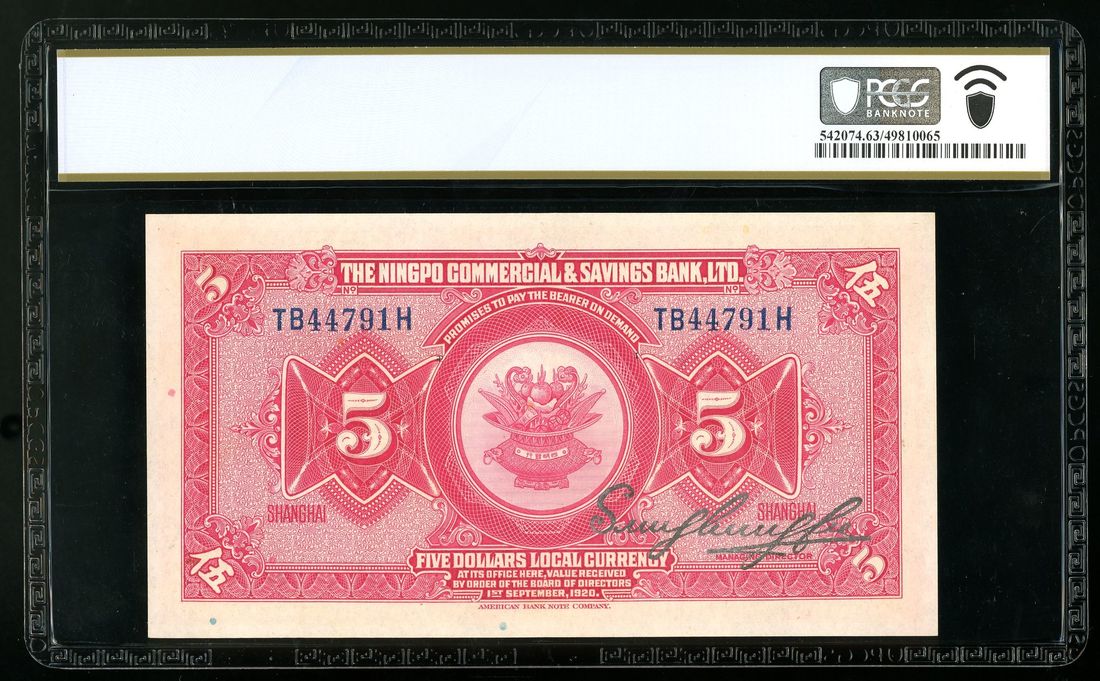 PCGS
BANKNOTE
542074.63/49810065
THE NINGPO COMMERCIAL & SAVINGS BANK, LTD.
5 伍
Nº Nº
PROMISES TO PAY THE BEARER ON DEMAND
TB44791H TB44791H
5 5
SHANGHAI SHANGHAI
MANAGING DIRECTOR
伍 5
FIVE DOLLARS LOCAL CURRENCY
AT ITS OFFICE HERE, VALUE RECEIVED
BY ORDER OF THE BOARD OF DIRECTORS
1ST SEPTEMBER, 1920.
AMERICAN BANK NOTE COMPANY.